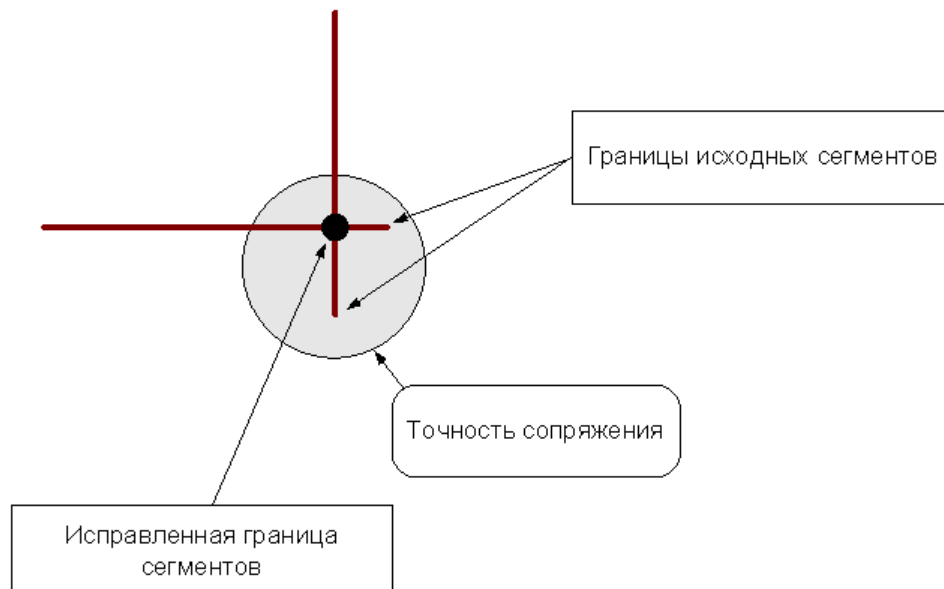 Границы исходных сегментов
Точность сопряжения
Исправленная граница
сегментов